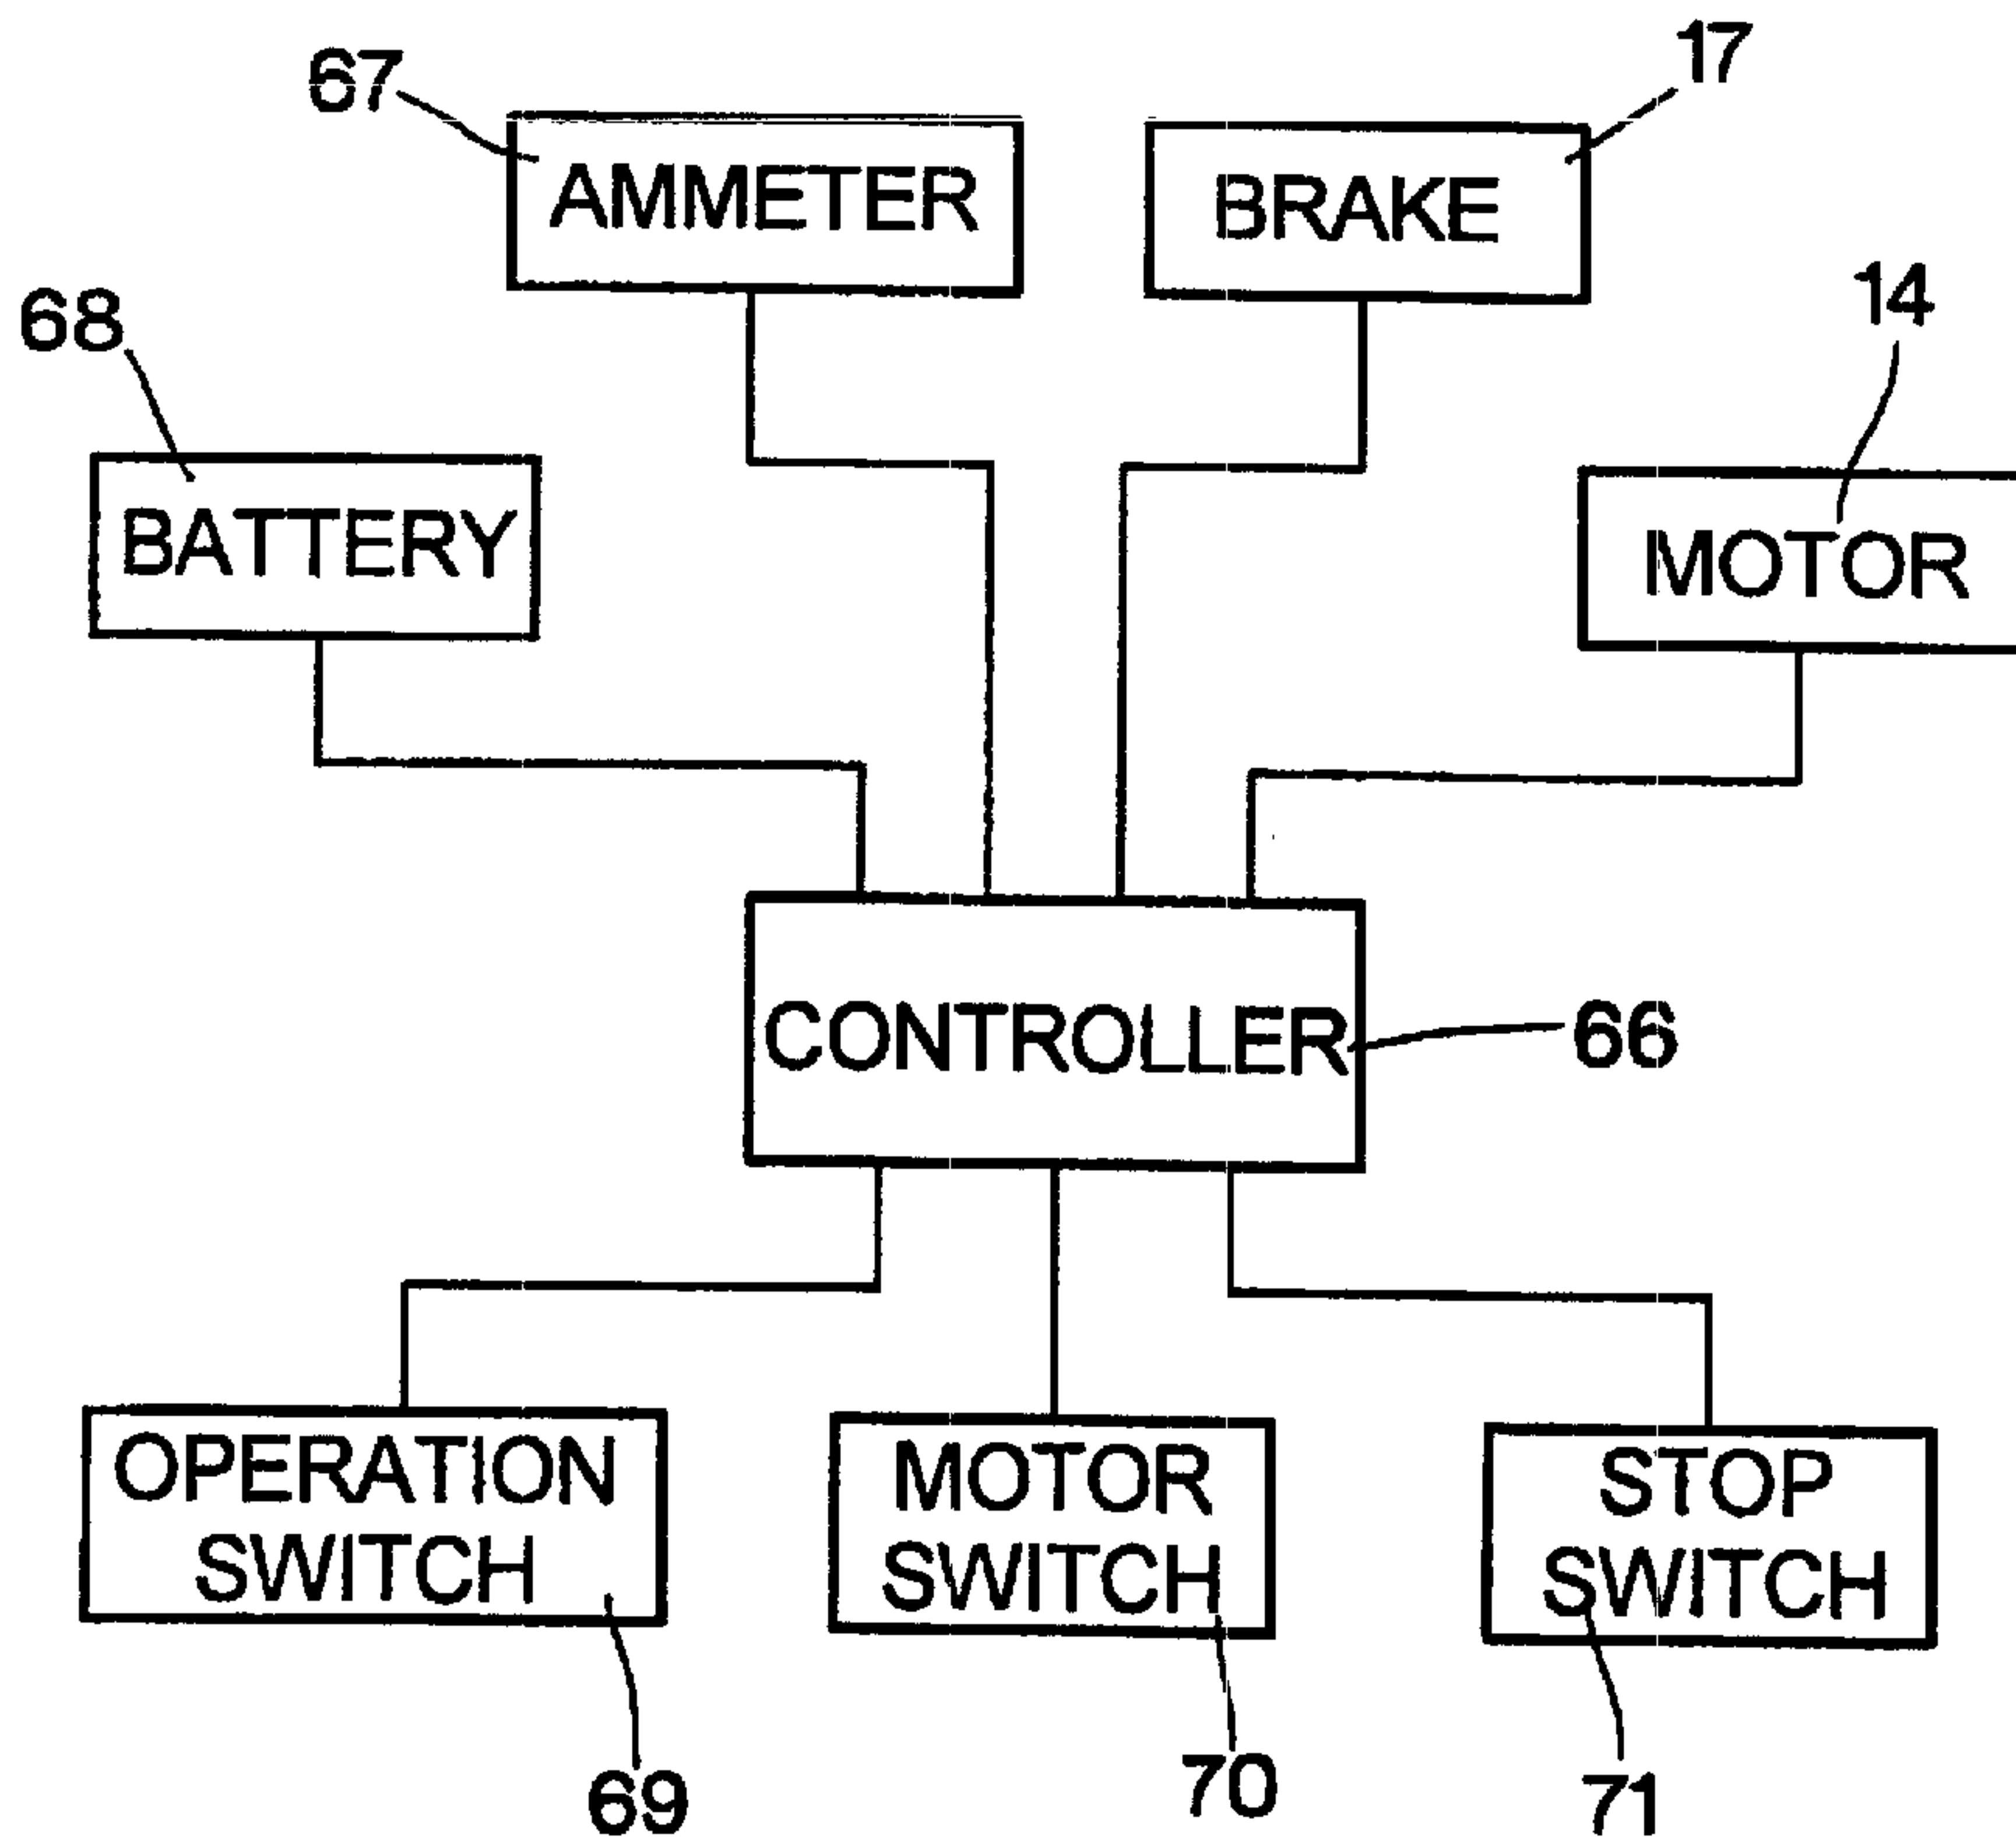 67
AMMETER
17
BRAKE
68
BATTERY
14
MOTOR
CONTROLLER
66
OPERATION
SWITCH
MOTOR
SWITCH
STOP
SWITCH
69
70
71